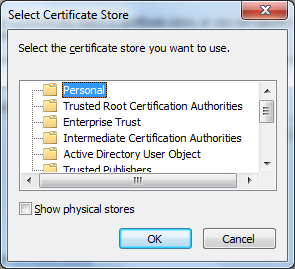 Select Certificate Store
Select the certificate store you want to use.
Personal
Trusted Root Certification Authorities
Enterprise Trust
Intermediate Certification Authorities
Active Directory User Object
Trusted Publishers
Show physical stores
OK
Cancel